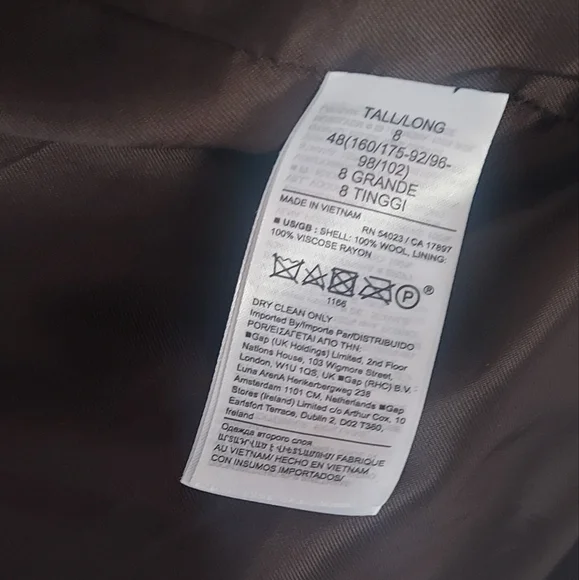 TALL/LONG
8
48(160/175-92/96-
98/102)
8 GRANDE
8 TINGGI
MADE IN VIETNAM
RN 54023 / CA 17897
■ US/GB : SHELL: 100% WOOL, LINING:
100% VISCOSE RAYON
P ®
1166
DRY CLEAN ONLY
Imported By/Importe Par/DISTRIBUIDO
POR/ΕΙΣΑΓΕΤΑΙ ΑΠΟ ΤΗΝ:
■Gap (UK Holdings) Limited, 2nd Floor
Nations House, 103 Wigmore Street,
London, W1U 1QS, UK ■Gap (RHC) B.V.
Luna ArenA Herikerbergweg 238
Amsterdam 1101 CM, Netherlands ■Gap
Stores (Ireland) Limited c/o Arthur Cox, 10
Earlsfort Terrace, Dublin 2, D02 T380,
Ireland
Одежда второго слоя
ԱՐՏԱԴՐՎԱԾ Է ՎԻԵՏՆԱՄՈՒՄ/ FABRIQUE
AU VIETNAM/ HECHO EN VIETNAM
CON INSUMOS IMPORTADOS/